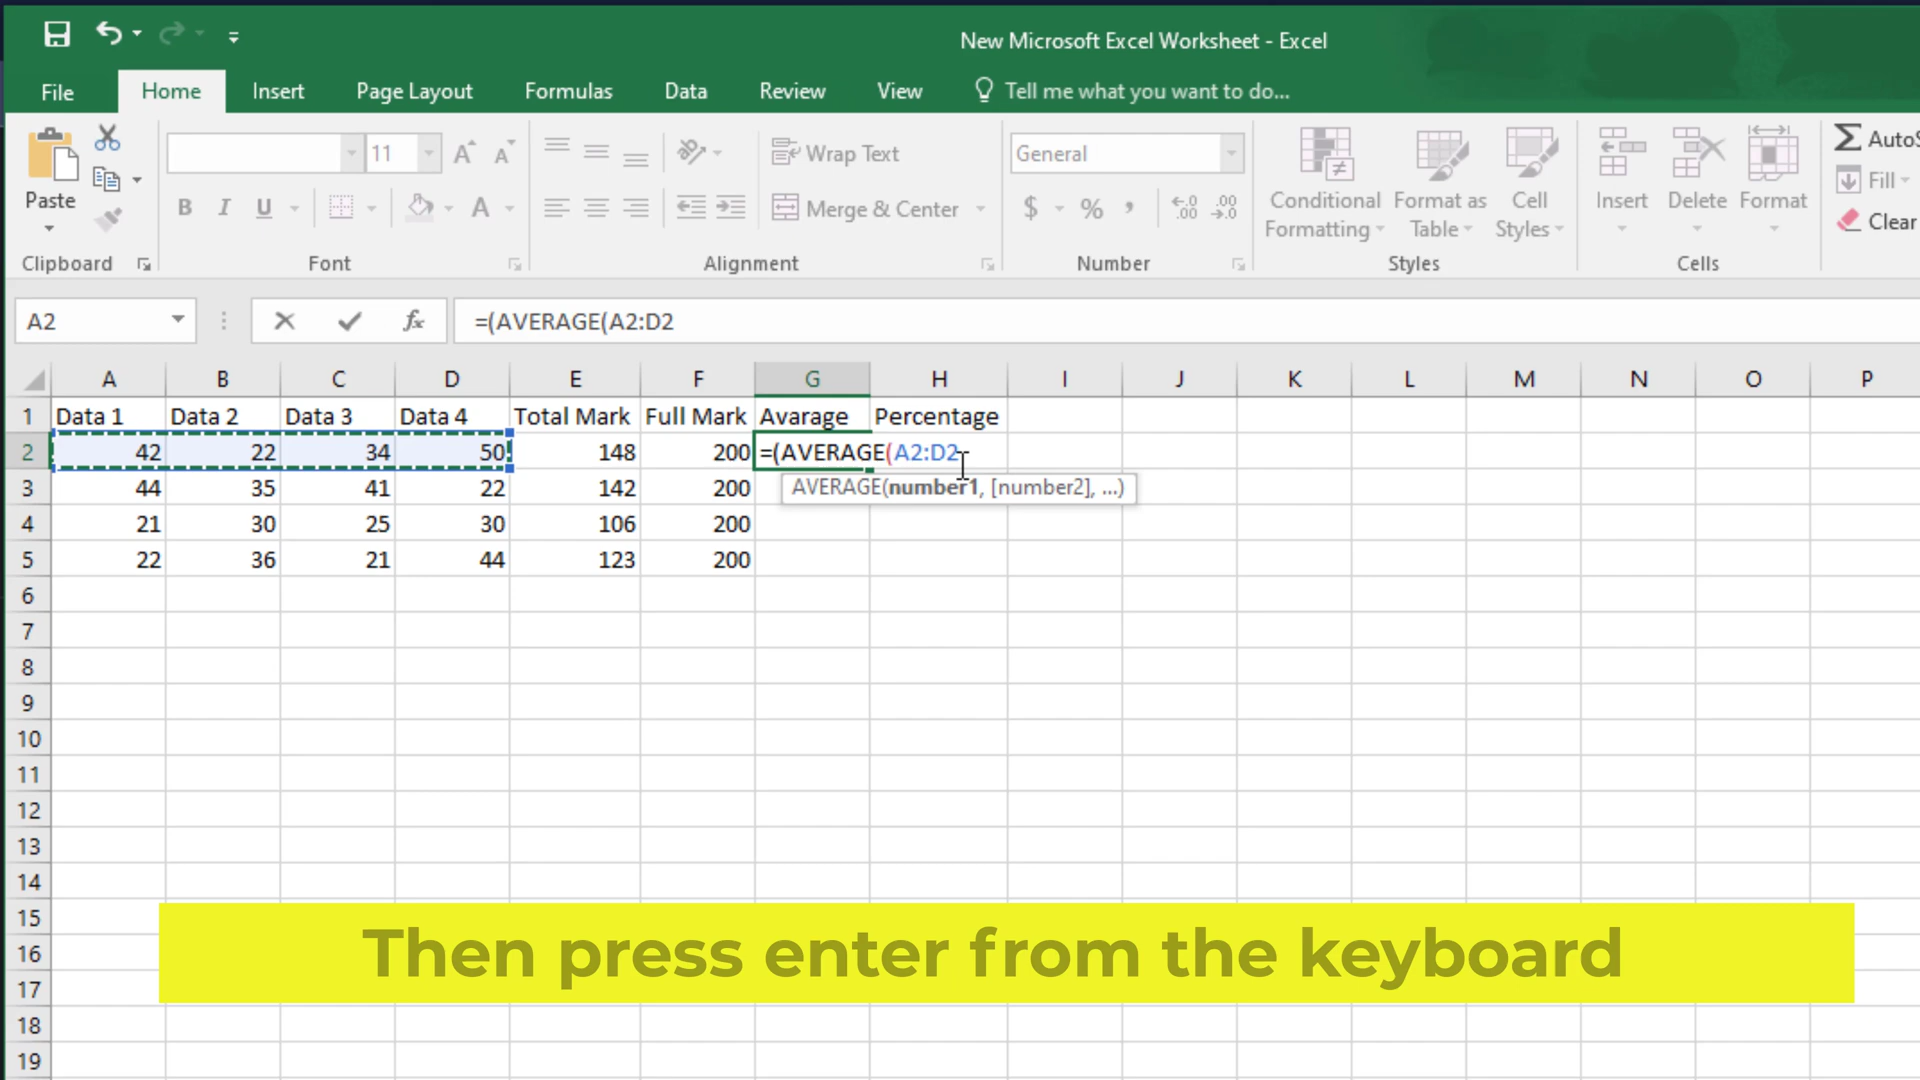 New Microsoft Excel Worksheet - Excel
File Home Insert Page Layout Formulas Data Review View Tell me what you want to do...
Paste
11
Wrap Text
Merge & Center
General
Conditional Formatting
Format as Table
Cell Styles
Insert Delete Format
AutoS
Fill
Clear
Clipboard Font Alignment Number Styles Cells
A2 =(AVERAGE(A2:D2
A B C D E F G H I J K L M N O P
1 Data 1 Data 2 Data 3 Data 4 Total Mark Full Mark Avarage Percentage
2 42 22 34 50 148 200 =(AVERAGE(A2:D2
AVERAGE(number1, [number2], ...)
3 44 35 41 22 142 200
4 21 30 25 30 106 200
5 22 36 21 44 123 200
6
7
8
9
10
11
12
13
14
15
Then press enter from the keyboard
16
17
18
19